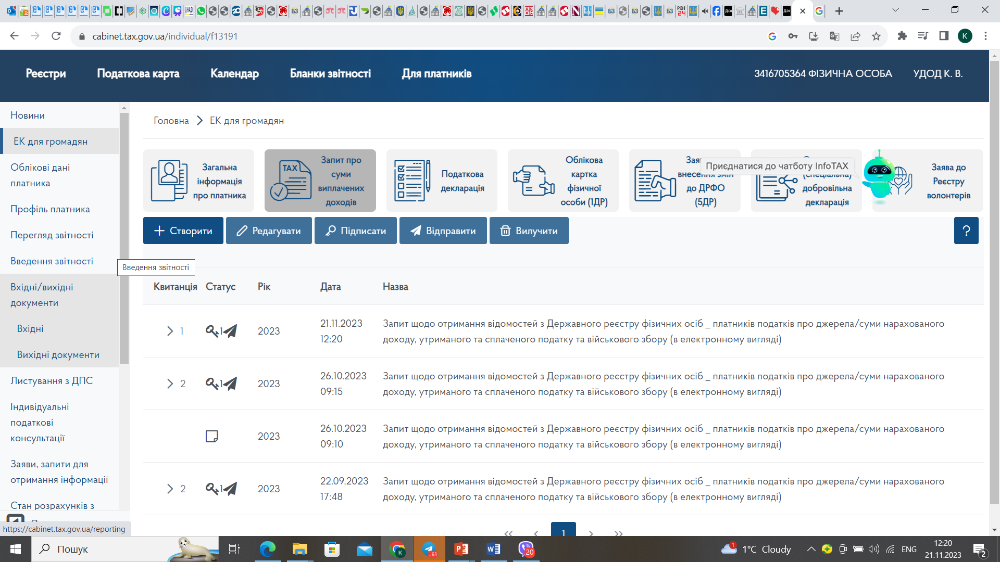 cabinet.tax.gov.ua/individual/f13191
K
Реєстри
Податкова карта
Календар
Бланки звітності
Для платників
3416705364 ФІЗИЧНА ОСОБА
УДОД К. В.
Новини
ЕК для громадян
Облікові дані
платника
Профіль платника
Перегляд звітності
Введення звітності
Вхідні/вихідні
документи
Вхідні
Вихідні документи
Листування з ДПС
Індивідуальні
податкові
консультації
Заяви, запити для
отримання інформації
Стан розрахунків з
https://cabinet.tax.gov.ua/reporting
Введення звітності
Головна
ЕК для громадян
Загальна
інформація
про платника
TAX
Запит про
суми
виплачених
доходів
Податкова
декларація
Облікова
картка
фізичної
особи (1ДР)
внесення змін
до ДРФО
(5ДР)
Приєднатися до чатботу InfoTAX
(спеціальна)
добровільна
декларація
Заява до
Реєстру
волонтерів
Створити
Редагувати
Підписати
Відправити
Вилучити
?
Квитанція Статус Рік Дата Назва
1 1 2023 21.11.2023 12:20 Запит щодо отримання відомостей з Державного реєстру фізичних осіб _ платників податків про джерела/суми нарахованого
доходу, утриманого та сплаченого податку та військового збору (в електронному вигляді)
2 1 2023 26.10.2023 09:15 Запит щодо отримання відомостей з Державного реєстру фізичних осіб _ платників податків про джерела/суми нарахованого
доходу, утриманого та сплаченого податку та військового збору (в електронному вигляді)
2023 26.10.2023 09:10 Запит щодо отримання відомостей з Державного реєстру фізичних осіб _ платників податків про джерела/суми нарахованого
доходу, утриманого та сплаченого податку та військового збору (в електронному вигляді)
2 1 2023 22.09.2023 17:48 Запит щодо отримання відомостей з Державного реєстру фізичних осіб _ платників податків про джерела/суми нарахованого
доходу, утриманого та сплаченого податку та військового збору (в електронному вигляді)
1
Пошук
1°C Cloudy
ENG
12:20
21.11.2023